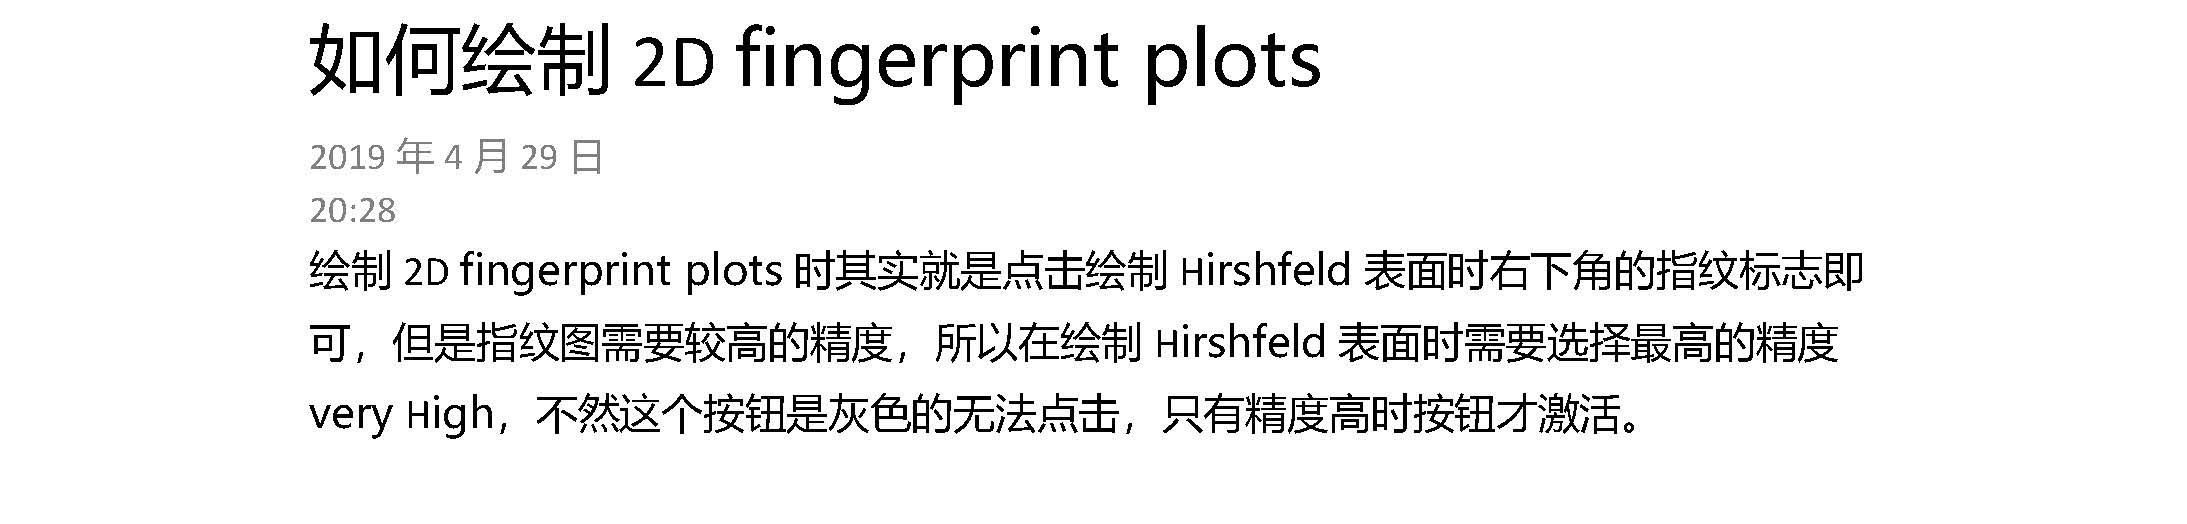 如何绘制 2D fingerprint plots
2019 年 4 月 29 日
20:28
绘制 2D fingerprint plots 时其实就是点击绘制 Hirshfeld 表面时右下角的指纹标志即
可，但是指纹图需要较高的精度，所以在绘制 Hirshfeld 表面时需要选择最高的精度
very High，不然这个按钮是灰色的无法点击，只有精度高时按钮才激活。